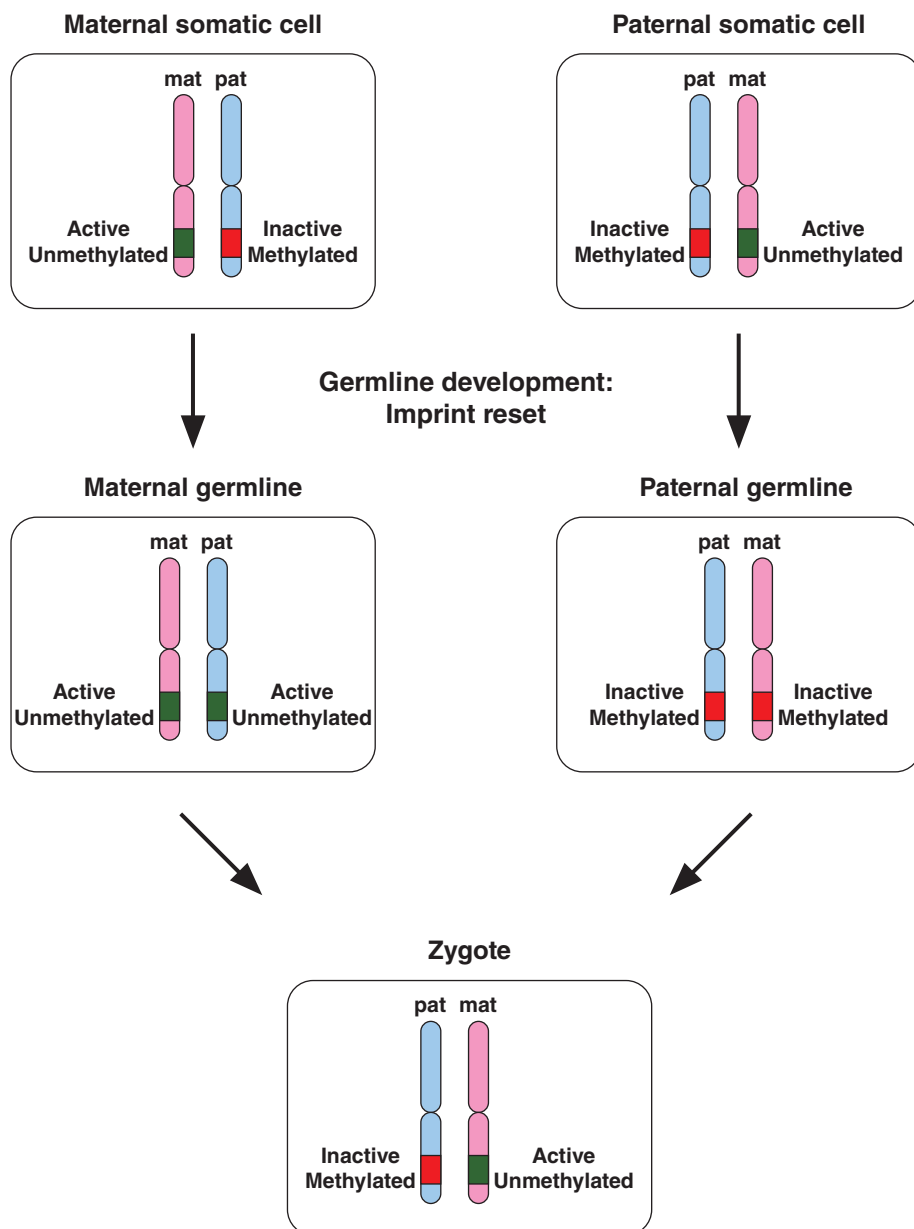 Maternal somatic cell
Paternal somatic cell
mat pat
pat mat
Active
Unmethylated
Inactive
Methylated
Inactive
Methylated
Active
Unmethylated
Germline development:
Imprint reset
Maternal germline
Paternal germline
mat pat
pat mat
Active
Unmethylated
Active
Unmethylated
Inactive
Methylated
Inactive
Methylated
Zygote
pat mat
Inactive
Methylated
Active
Unmethylated